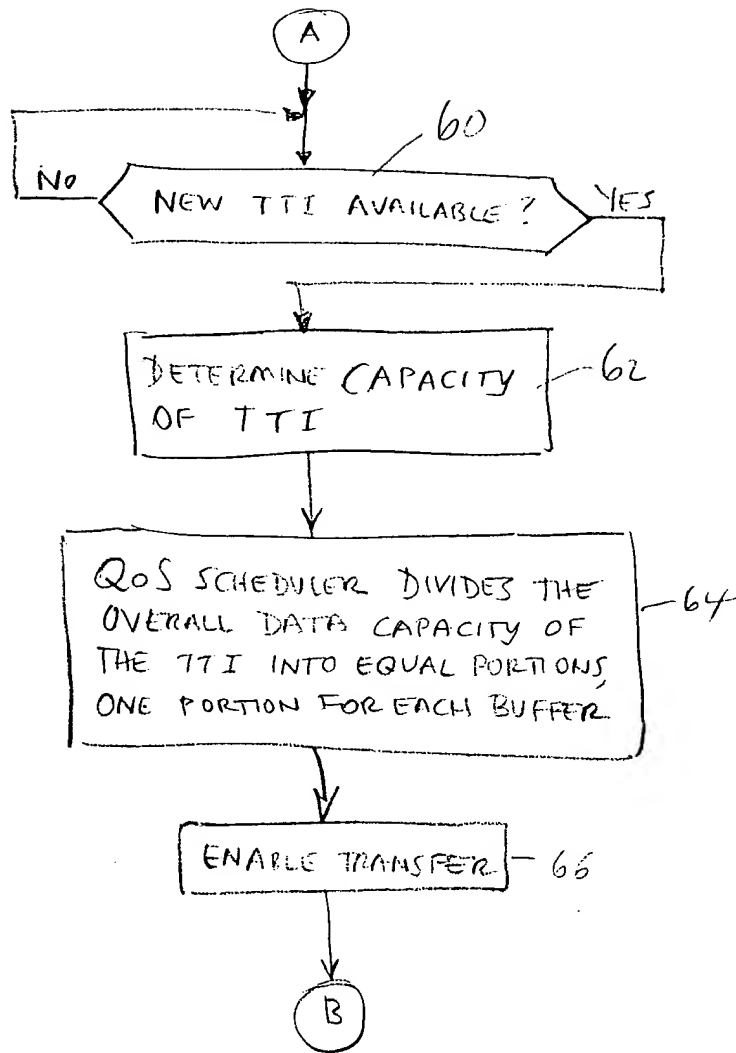 A
60
NO
NEW TTI AVAILABLE?
YES
DETERMINE CAPACITY
OF TTI
62
QoS SCHEDULER DIVIDES THE
OVERALL DATA CAPACITY OF
THE TTI INTO EQUAL PORTIONS,
ONE PORTION FOR EACH BUFFER
64
ENABLE TRANSFER
66
B